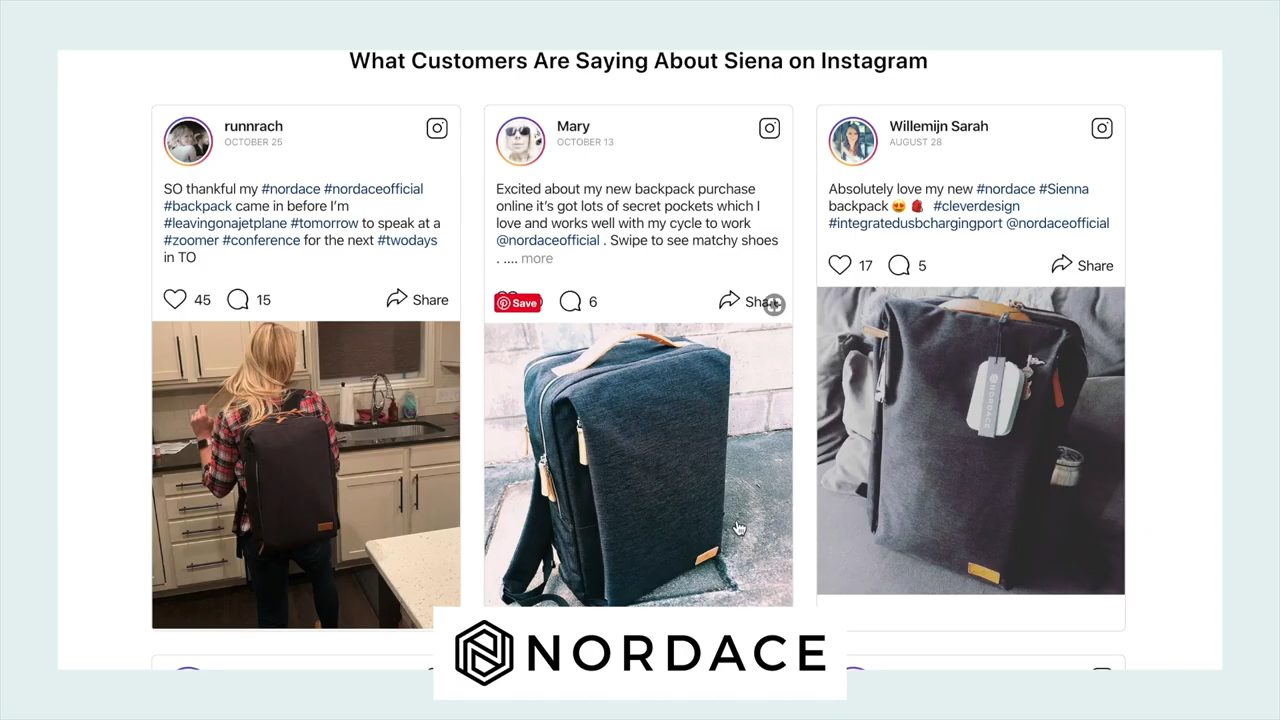 What Customers Are Saying About Siena on Instagram
runnrach
OCTOBER 25
SO thankful my #nordace #nordaceofficial
#backpack came in before I'm
#leavingonajetplane #tomorrow to speak at a
#zoomer #conference for the next #twodays
in TO
45 15 Share
Mary
OCTOBER 13
Excited about my new backpack purchase
online it's got lots of secret pockets which I
love and works well with my cycle to work
@nordaceofficial . Swipe to see matchy shoes
. .... more
Save 6 Share
Willemijn Sarah
AUGUST 28
Absolutely love my new #nordace #Sienna
backpack 😍 🎒 #cleverdesign
#integratedusbchargingport @nordaceofficial
17 5 Share
NORDACE
NORDACE